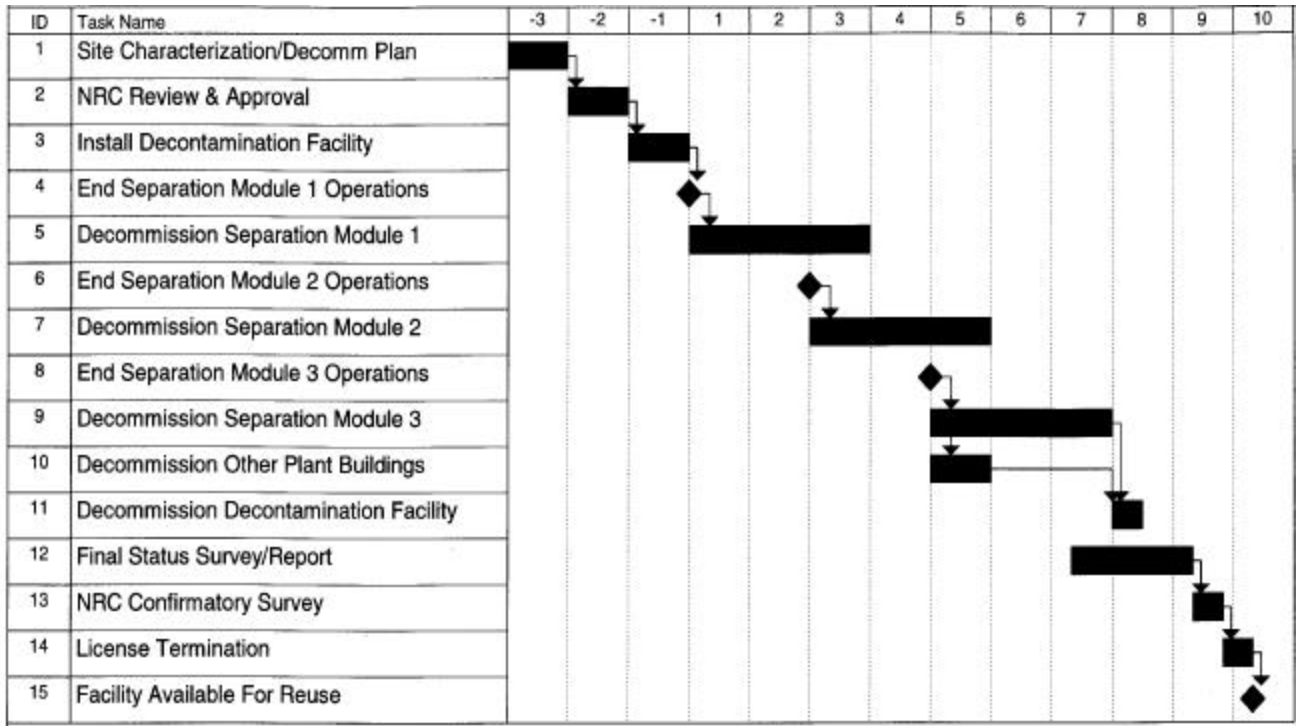 ID Task Name -3 -2 -1 1 2 3 4 5 6 7 8 9 10
1 Site Characterization/Decomm Plan
2 NRC Review & Approval
3 Install Decontamination Facility
4 End Separation Module 1 Operations
5 Decommission Separation Module 1
6 End Separation Module 2 Operations
7 Decommission Separation Module 2
8 End Separation Module 3 Operations
9 Decommission Separation Module 3
10 Decommission Other Plant Buildings
11 Decommission Decontamination Facility
12 Final Status Survey/Report
13 NRC Confirmatory Survey
14 License Termination
15 Facility Available For Reuse